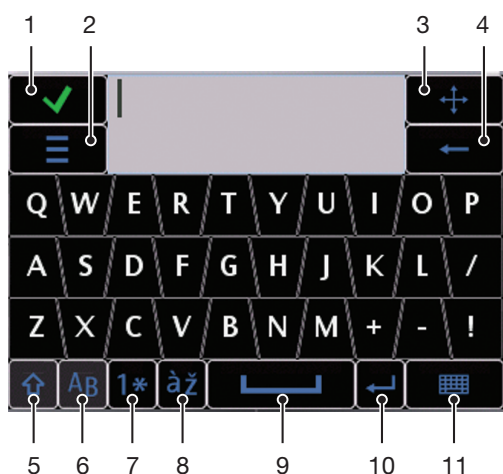 1 2 3 4
Q W E R T Y U I O P
A S D F G H J K L /
Z X C V B N M + - !
AB 1* àž
5 6 7 8 9 10 11